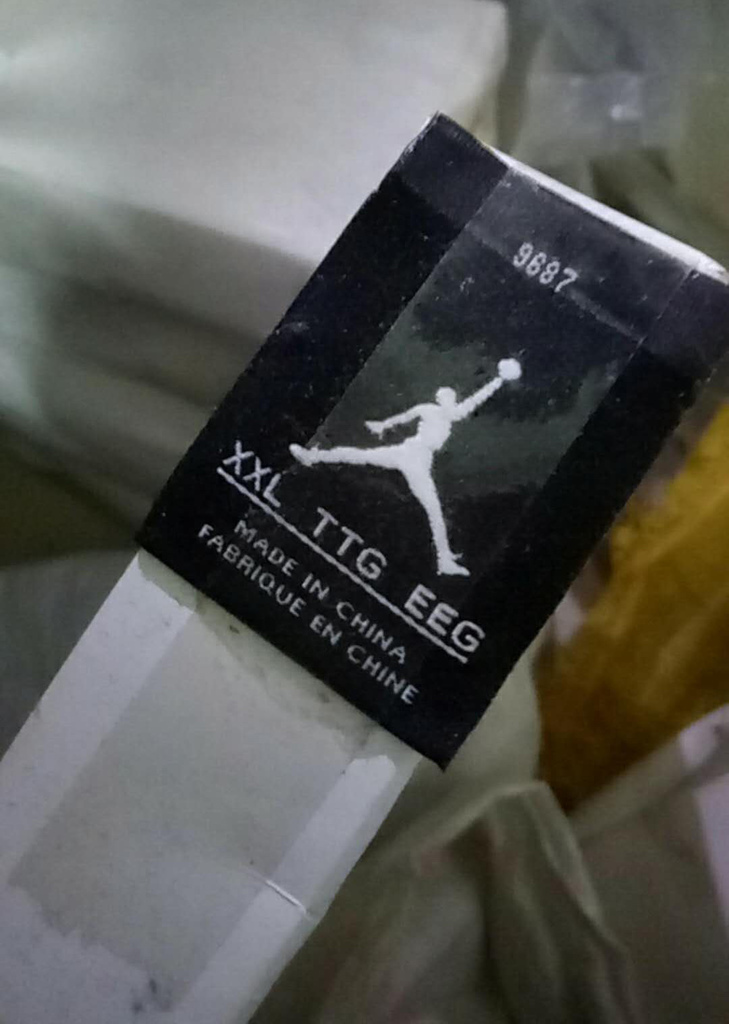 9687
XXL TTG EEG
MADE IN CHINA
FABRIQUE EN CHINE